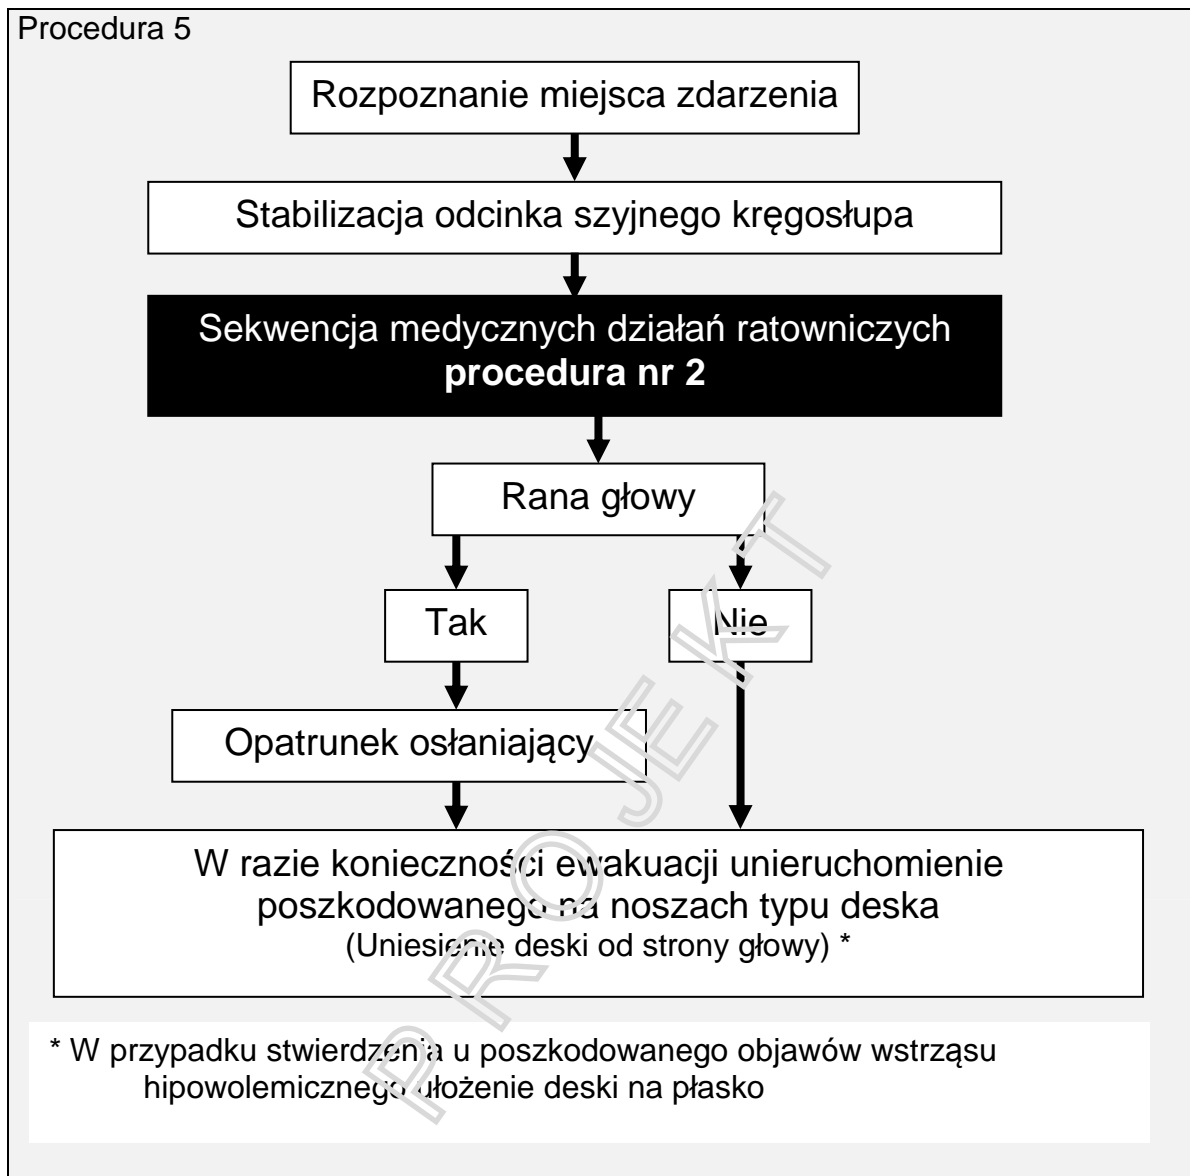 Procedura 5
Rozpoznanie miejsca zdarzenia
Stabilizacja odcinka szyjnego kręgosłupa
Sekwencja medycznych działań ratowniczych
procedura nr 2
Rana głowy
Tak
Nie
Opatrunek osłaniający
W razie konieczności ewakuacji unieruchomienie
poszkodowanego na noszach typu deska
(Uniesienie deski od strony głowy) *
* W przypadku stwierdzenia u poszkodowanego objawów wstrząsu
hipowolemicznego ułożenie deski na płasko
PROJEKT